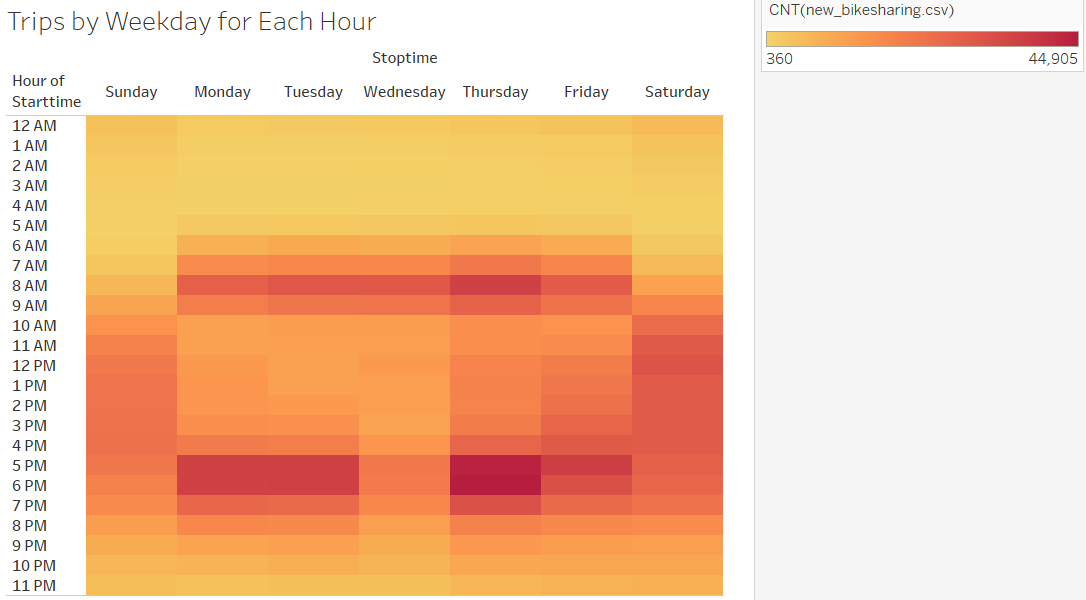 Trips by Weekday for Each Hour
Stoptime
Hour of
Starttime
Sunday Monday Tuesday Wednesday Thursday Friday Saturday
12 AM
1 AM
2 AM
3 AM
4 AM
5 AM
6 AM
7 AM
8 AM
9 AM
10 AM
11 AM
12 PM
1 PM
2 PM
3 PM
4 PM
5 PM
6 PM
7 PM
8 PM
9 PM
10 PM
11 PM
CNT(new_bikesharing.csv)
360 44,905